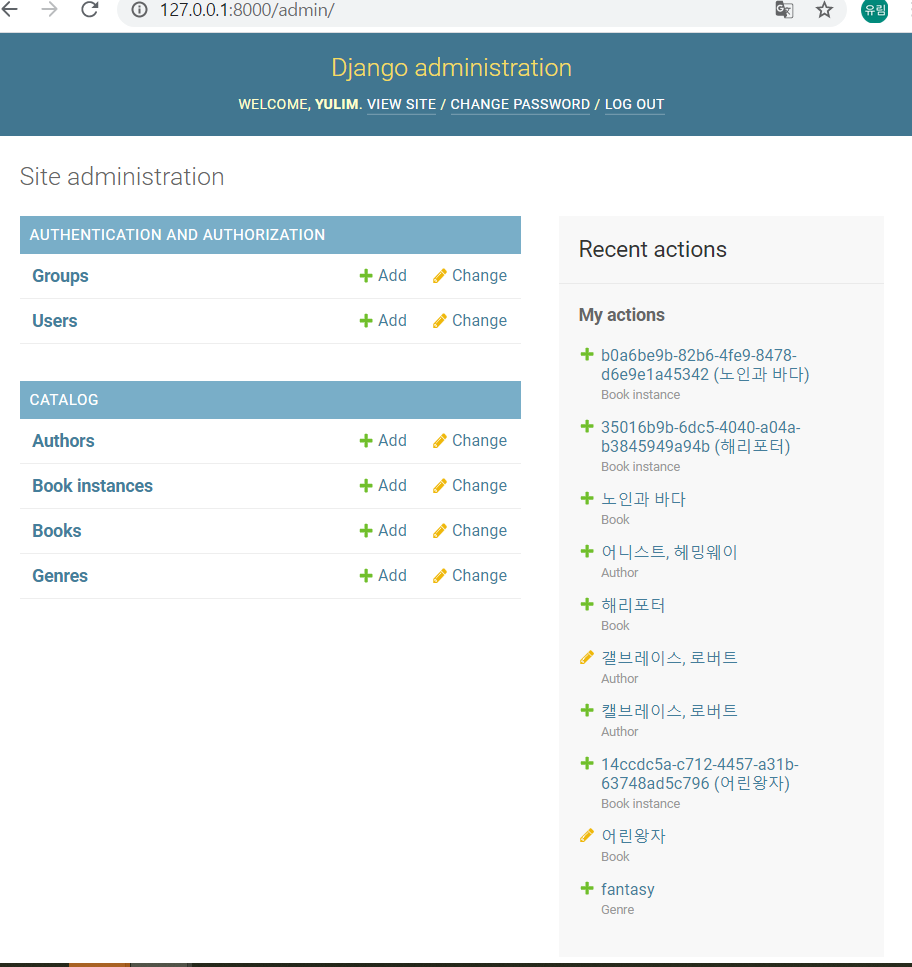 127.0.0.1:8000/admin/
유림
Django administration
WELCOME, YULIM. VIEW SITE / CHANGE PASSWORD / LOG OUT
Site administration
AUTHENTICATION AND AUTHORIZATION
Groups Add Change
Users Add Change
CATALOG
Authors Add Change
Book instances Add Change
Books Add Change
Genres Add Change
Recent actions
My actions
b0a6be9b-82b6-4fe9-8478-
d6e9e1a45342 (노인과 바다)
Book instance
35016b9b-6dc5-4040-a04a-
b3845949a94b (해리포터)
Book instance
노인과 바다
Book
어니스트, 헤밍웨이
Author
해리포터
Book
갤브레이스, 로버트
Author
캘브레이스, 로버트
Author
14ccdc5a-c712-4457-a31b-
63748ad5c796 (어린왕자)
Book instance
어린왕자
Book
fantasy
Genre